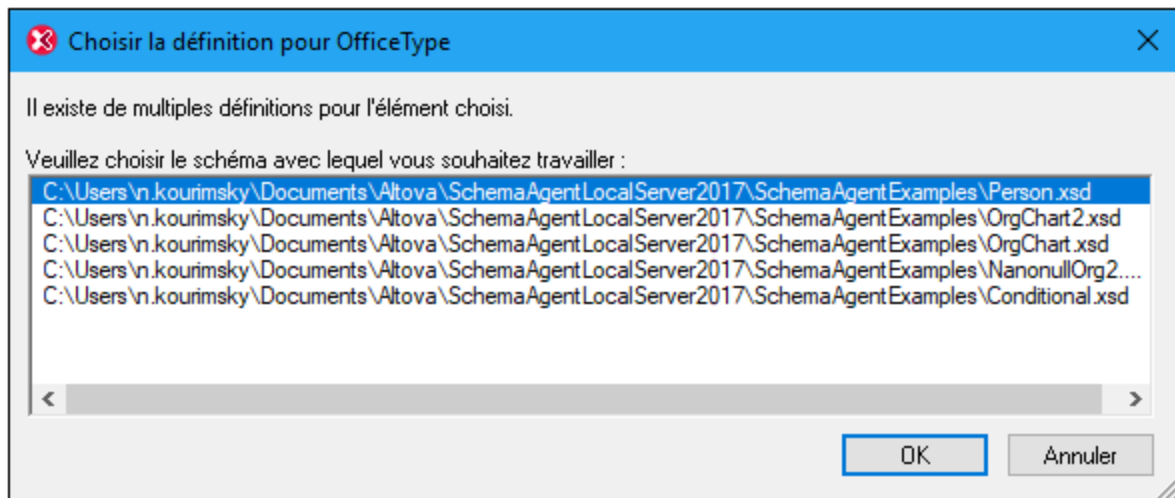 Choisir la définition pour OfficeType
Il existe de multiples définitions pour l'élément choisi.
Veuillez choisir le schéma avec lequel vous souhaitez travailler :
C:\Users\n.kourimsky\Documents\Altova\SchemaAgentLocalServer2017\SchemaAgentExamples\Person.xsd
C:\Users\n.kourimsky\Documents\Altova\SchemaAgentLocalServer2017\SchemaAgentExamples\OrgChart2.xsd
C:\Users\n.kourimsky\Documents\Altova\SchemaAgentLocalServer2017\SchemaAgentExamples\OrgChart.xsd
C:\Users\n.kourimsky\Documents\Altova\SchemaAgentLocalServer2017\SchemaAgentExamples\NanonullOrg2....
C:\Users\n.kourimsky\Documents\Altova\SchemaAgentLocalServer2017\SchemaAgentExamples\Conditional.xsd
OK Annuler